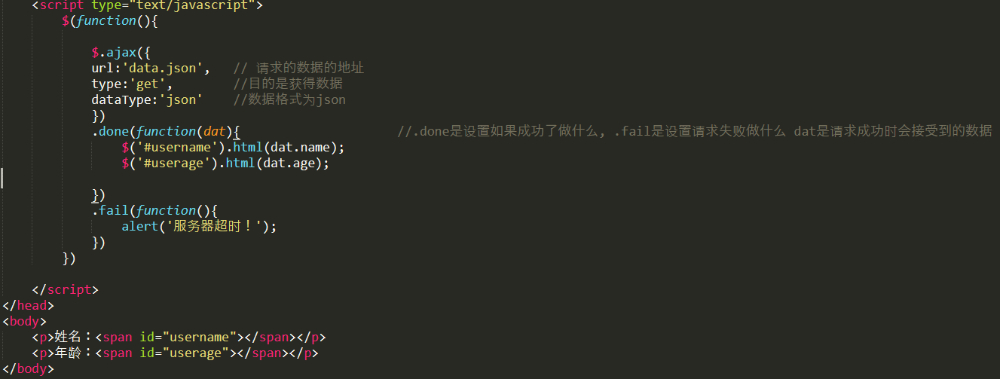 <script type="text/javascript">
$(function(){
$.ajax({
url:'data.json',   // 请求的数据的地址
type:'get',        //目的是获得数据
dataType:'json'    //数据格式为json
})
.done(function(dat){                     //.done是设置如果成功了做什么, .fail是设置请求失败做什么 dat是请求成功时会接受到的数据
$('#username').html(dat.name);
$('#userage').html(dat.age);
})
.fail(function(){
alert('服务器超时！');
})
})
</script>
</head>
<body>
<p>姓名：<span id="username"></span></p>
<p>年龄：<span id="userage"></span></p>
</body>